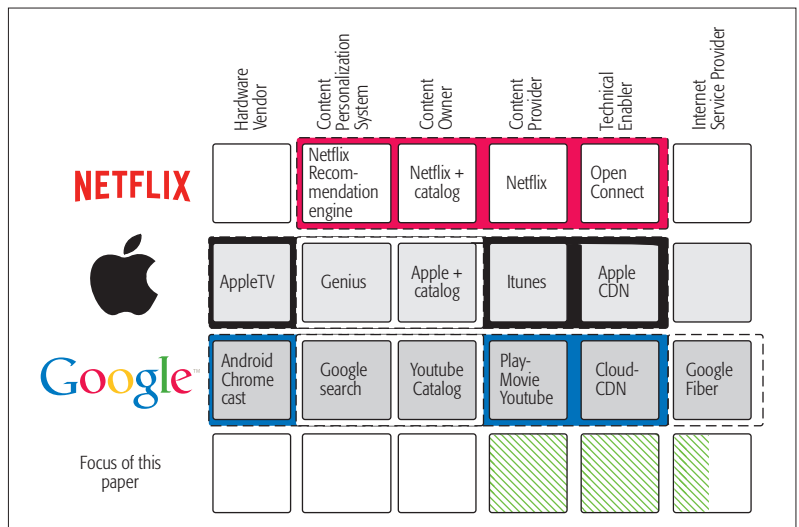 Hardware
Vendor
Content
Personalization
System
Content
Owner
Content
Provider
Technical
Enabler
Internet
Service Provider
NETFLIX
Netflix
Recom-
mendation
engine
Netflix +
catalog
Netflix
Open
Connect
AppleTV
Genius
Apple +
catalog
Itunes
Apple
CDN
Google™
Android
Chrome
cast
Google
search
Youtube
Catalog
Play-
Movie
Youtube
Cloud-
CDN
Google
Fiber
Focus of this
paper